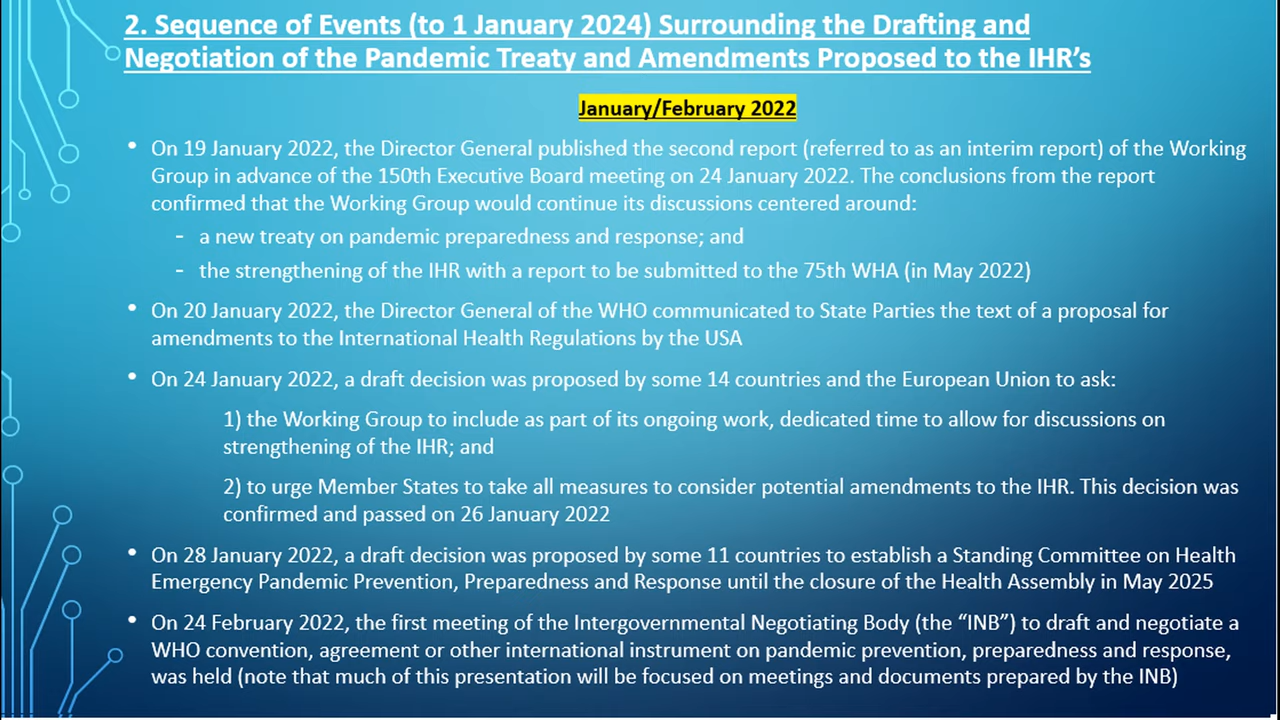 2. Sequence of Events (to 1 January 2024) Surrounding the Drafting and
Negotiation of the Pandemic Treaty and Amendments Proposed to the IHR’s
January/February 2022
• On 19 January 2022, the Director General published the second report (referred to as an interim report) of the Working
Group in advance of the 150th Executive Board meeting on 24 January 2022. The conclusions from the report
confirmed that the Working Group would continue its discussions centered around:
- a new treaty on pandemic preparedness and response; and
- the strengthening of the IHR with a report to be submitted to the 75th WHA (in May 2022)
• On 20 January 2022, the Director General of the WHO communicated to State Parties the text of a proposal for
amendments to the International Health Regulations by the USA
• On 24 January 2022, a draft decision was proposed by some 14 countries and the European Union to ask:
1) the Working Group to include as part of its ongoing work, dedicated time to allow for discussions on
strengthening of the IHR; and
2) to urge Member States to take all measures to consider potential amendments to the IHR. This decision was
confirmed and passed on 26 January 2022
• On 28 January 2022, a draft decision was proposed by some 11 countries to establish a Standing Committee on Health
Emergency Pandemic Prevention, Preparedness and Response until the closure of the Health Assembly in May 2025
• On 24 February 2022, the first meeting of the Intergovernmental Negotiating Body (the “INB”) to draft and negotiate a
WHO convention, agreement or other international instrument on pandemic prevention, preparedness and response,
was held (note that much of this presentation will be focused on meetings and documents prepared by the INB)